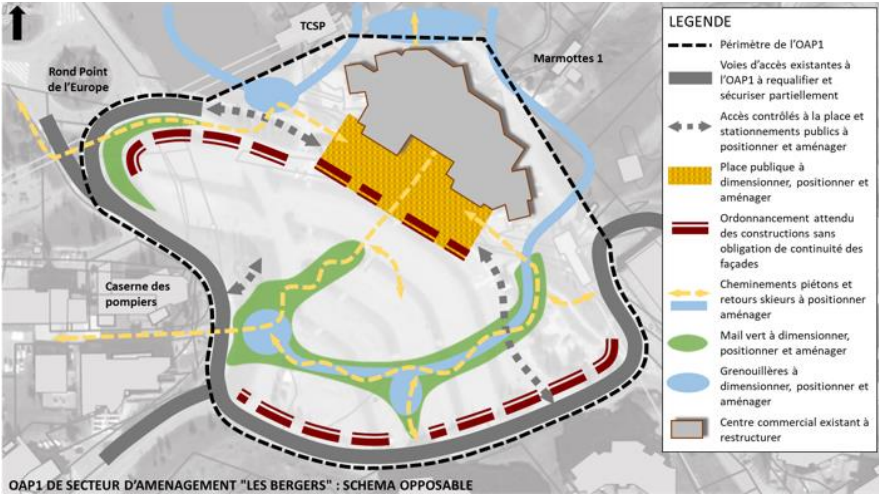 TCSP
Marmottes 1
Rond Point
de l'Europe
Caserne des
pompiers
OAP1 DE SECTEUR D'AMENAGEMENT "LES BERGERS" : SCHEMA OPPOSABLE
LEGENDE
Périmètre de l'OAP1
Voies d'accès existantes à
l'OAP1 à requalifier et
sécuriser partiellement
Accès contrôlés à la place et
stationnements publics à
positionner et aménager
Place publique à
dimensionner, positionner et
aménager
Ordonnancement attendu
des constructions sans
obligation de continuité des
façades
Cheminements piétons et
retours skieurs à positionner
aménager
Mail vert à dimensionner,
positionner et aménager
Grenouillères à
dimensionner, positionner et
aménager
Centre commercial existant à
restructurer